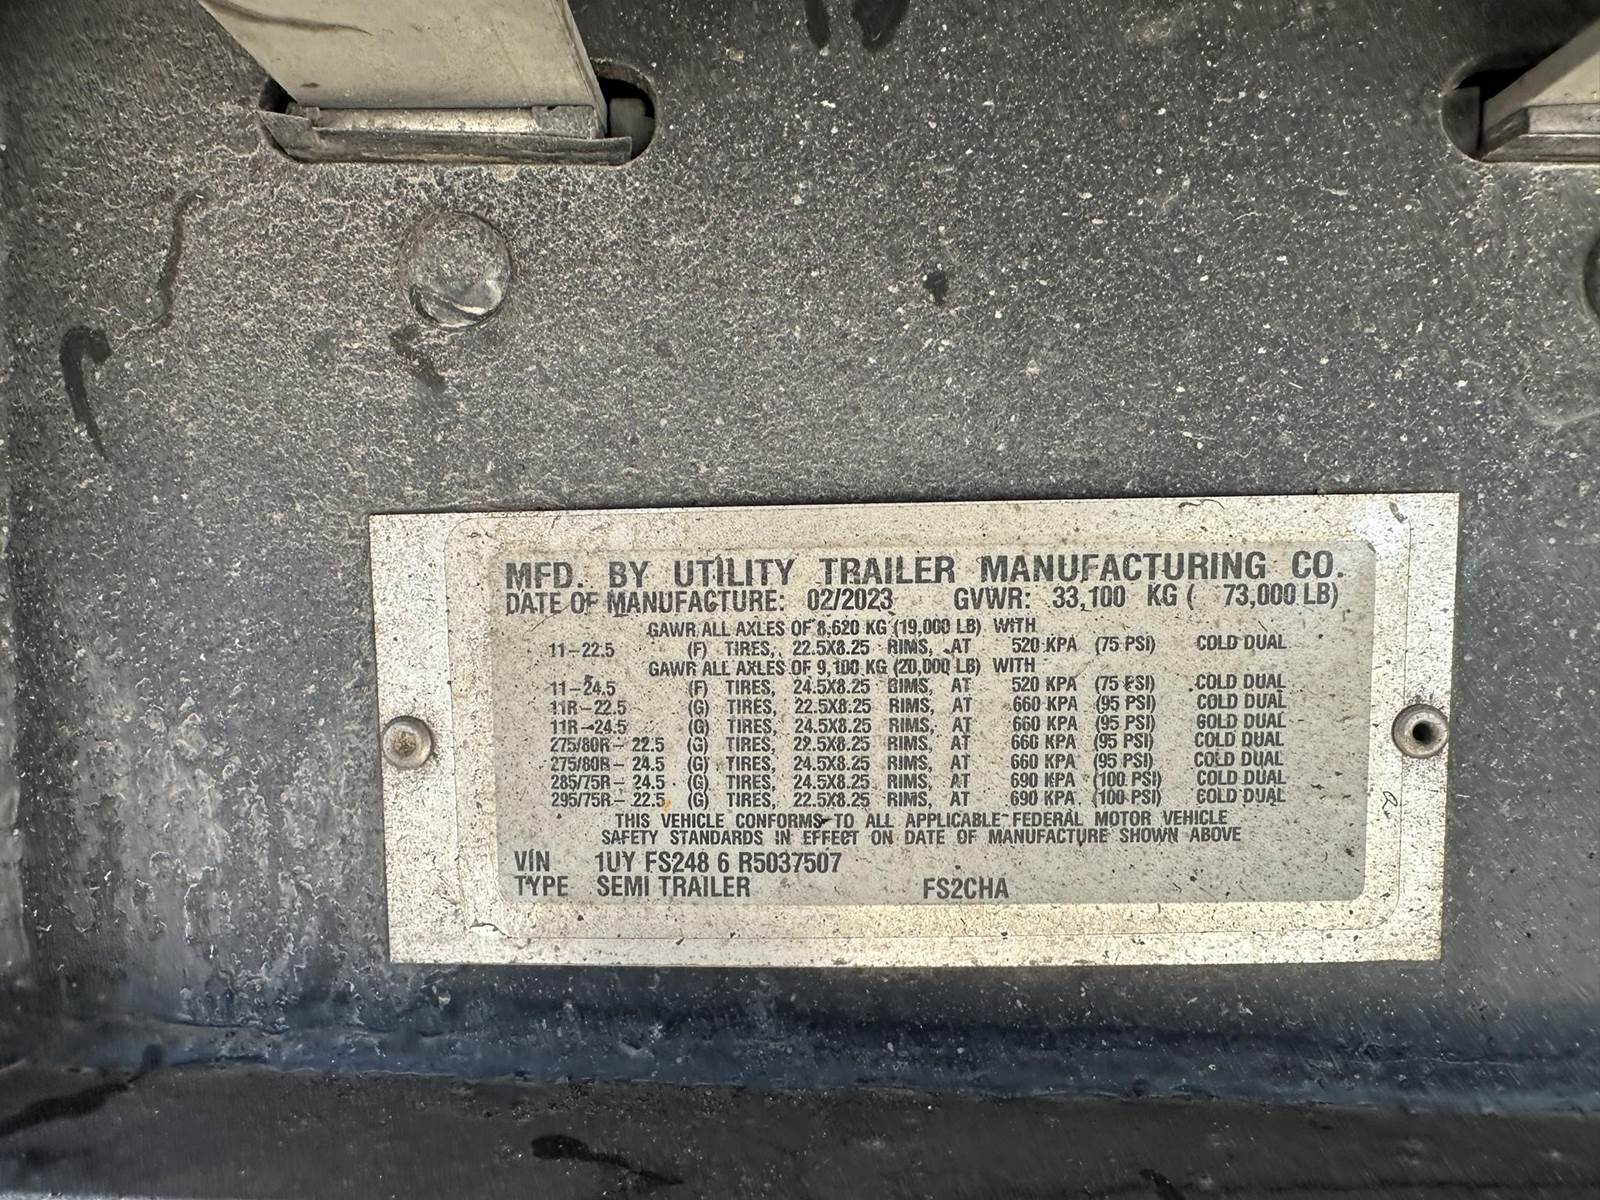 MFD. BY UTILITY TRAILER MANUFACTURING CO.
DATE OF MANUFACTURE: 02/2023 GVWR: 33,100 KG ( 73,000 LB)
GAWR ALL AXLES OF 8,620 KG (19,000 LB) WITH
11-22.5 (F) TIRES, 22.5X8.25 RIMS, AT 520 KPA (75 PSI) COLD DUAL
GAWR ALL AXLES OF 9,100 KG (20,000 LB) WITH
11-24.5 (F) TIRES, 24.5X8.25 RIMS, AT 520 KPA (75 PSI) COLD DUAL
11R-22.5 (G) TIRES, 22.5X8.25 RIMS, AT 660 KPA (95 PSI) COLD DUAL
11R-24.5 (G) TIRES, 24.5X8.25 RIMS, AT 660 KPA (95 PSI) COLD DUAL
275/80R- 22.5 (G) TIRES, 22.5X8.25 RIMS, AT 660 KPA (95 PSI) COLD DUAL
275/80R- 24.5 (G) TIRES, 24.5X8.25 RIMS, AT 660 KPA (95 PSI) COLD DUAL
285/75R- 24.5 (G) TIRES, 24.5X8.25 RIMS, AT 690 KPA (100 PSI) COLD DUAL
295/75R- 22.5 (G) TIRES, 22.5X8.25 RIMS, AT 690 KPA (100 PSI) COLD DUAL
THIS VEHICLE CONFORMS TO ALL APPLICABLE FEDERAL MOTOR VEHICLE
SAFETY STANDARDS IN EFFECT ON DATE OF MANUFACTURE SHOWN ABOVE
VIN 1UY FS248 6 R5037507
TYPE SEMI TRAILER FS2CHA